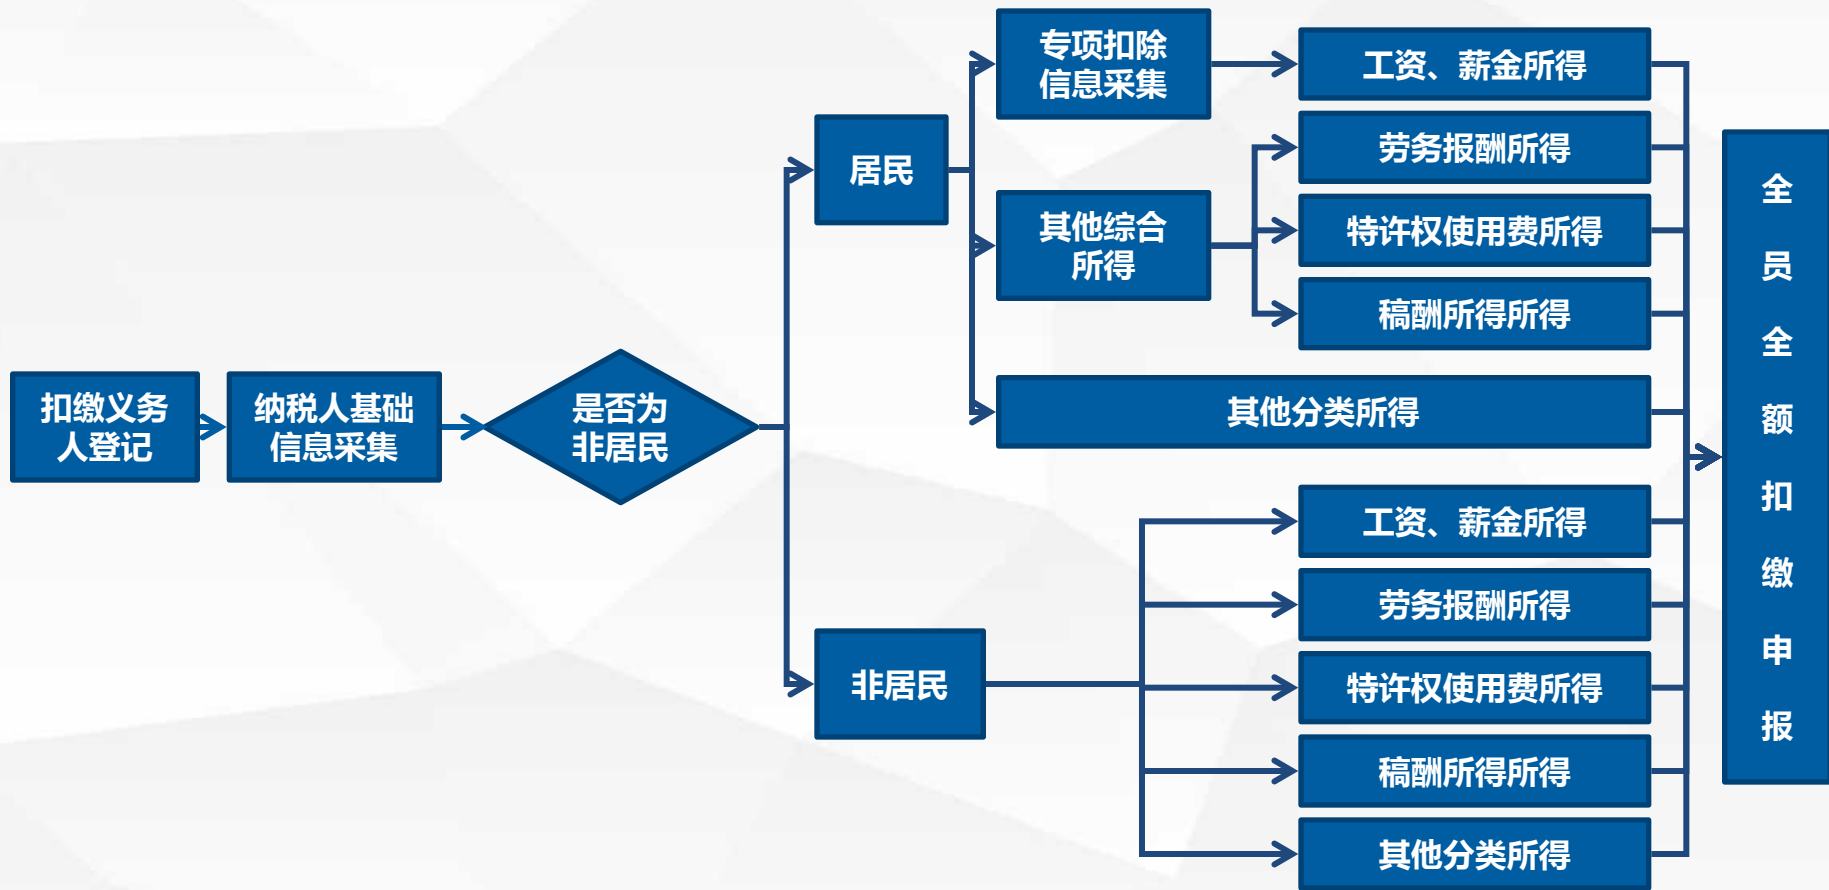 扣缴义务
人登记
纳税人基础
信息采集
是否为
非居民
居民
专项扣除
信息采集
工资、薪金所得
其他综合
所得
劳务报酬所得
特许权使用费所得
稿酬所得所得
其他分类所得
非居民
工资、薪金所得
劳务报酬所得
特许权使用费所得
稿酬所得所得
其他分类所得
全
员
全
额
扣
缴
申
报